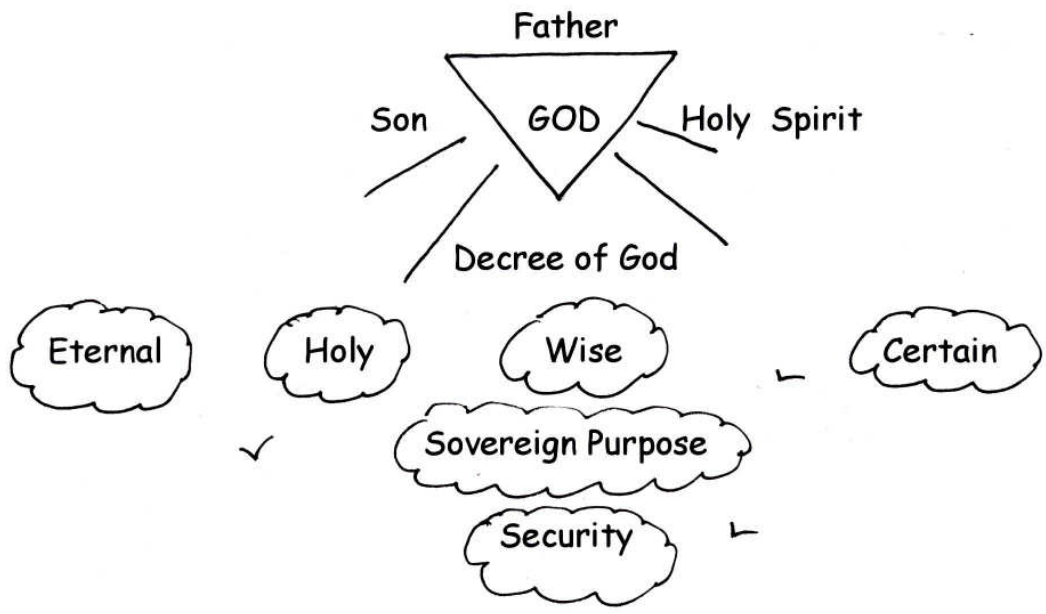 Father
Son GOD Holy Spirit
Decree of God
Eternal Holy Wise Certain
Sovereign Purpose
Security